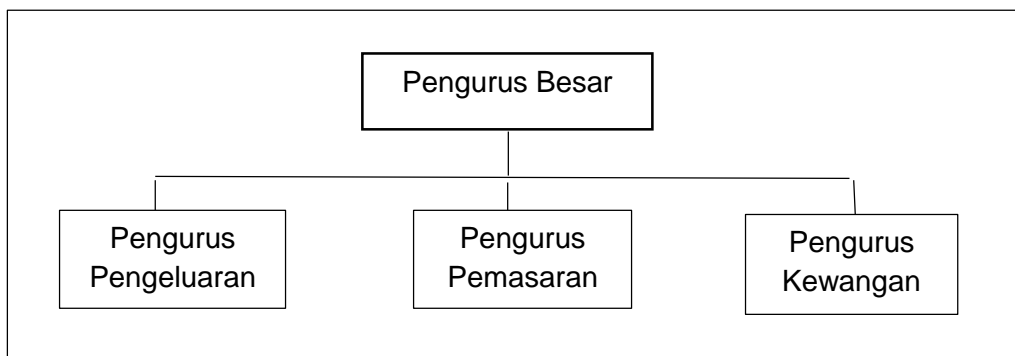 Pengurus Besar
Pengurus
Pengeluaran
Pengurus
Pemasaran
Pengurus
Kewangan